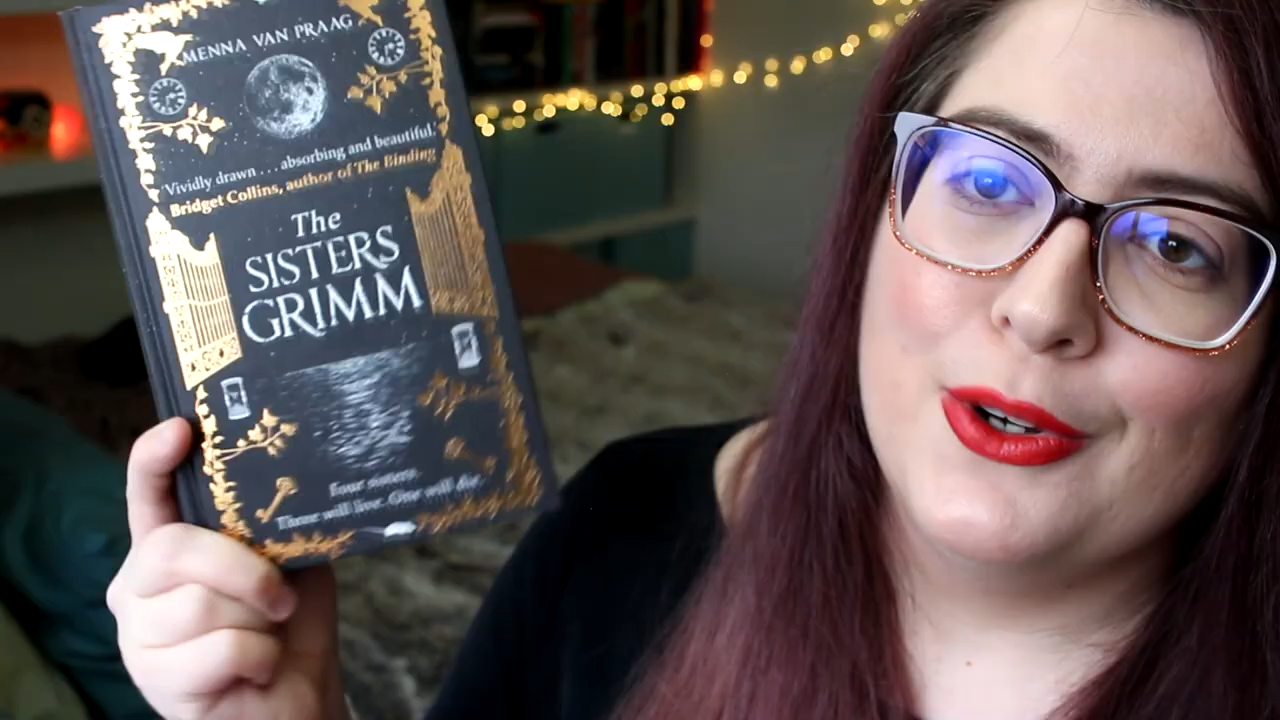 MENNA VAN PRAAG
'Vividly drawn ... absorbing and beautiful.'
Bridget Collins, author of The Binding
The
SISTERS
GRIMM
Four sisters.
Three will live. One will die.